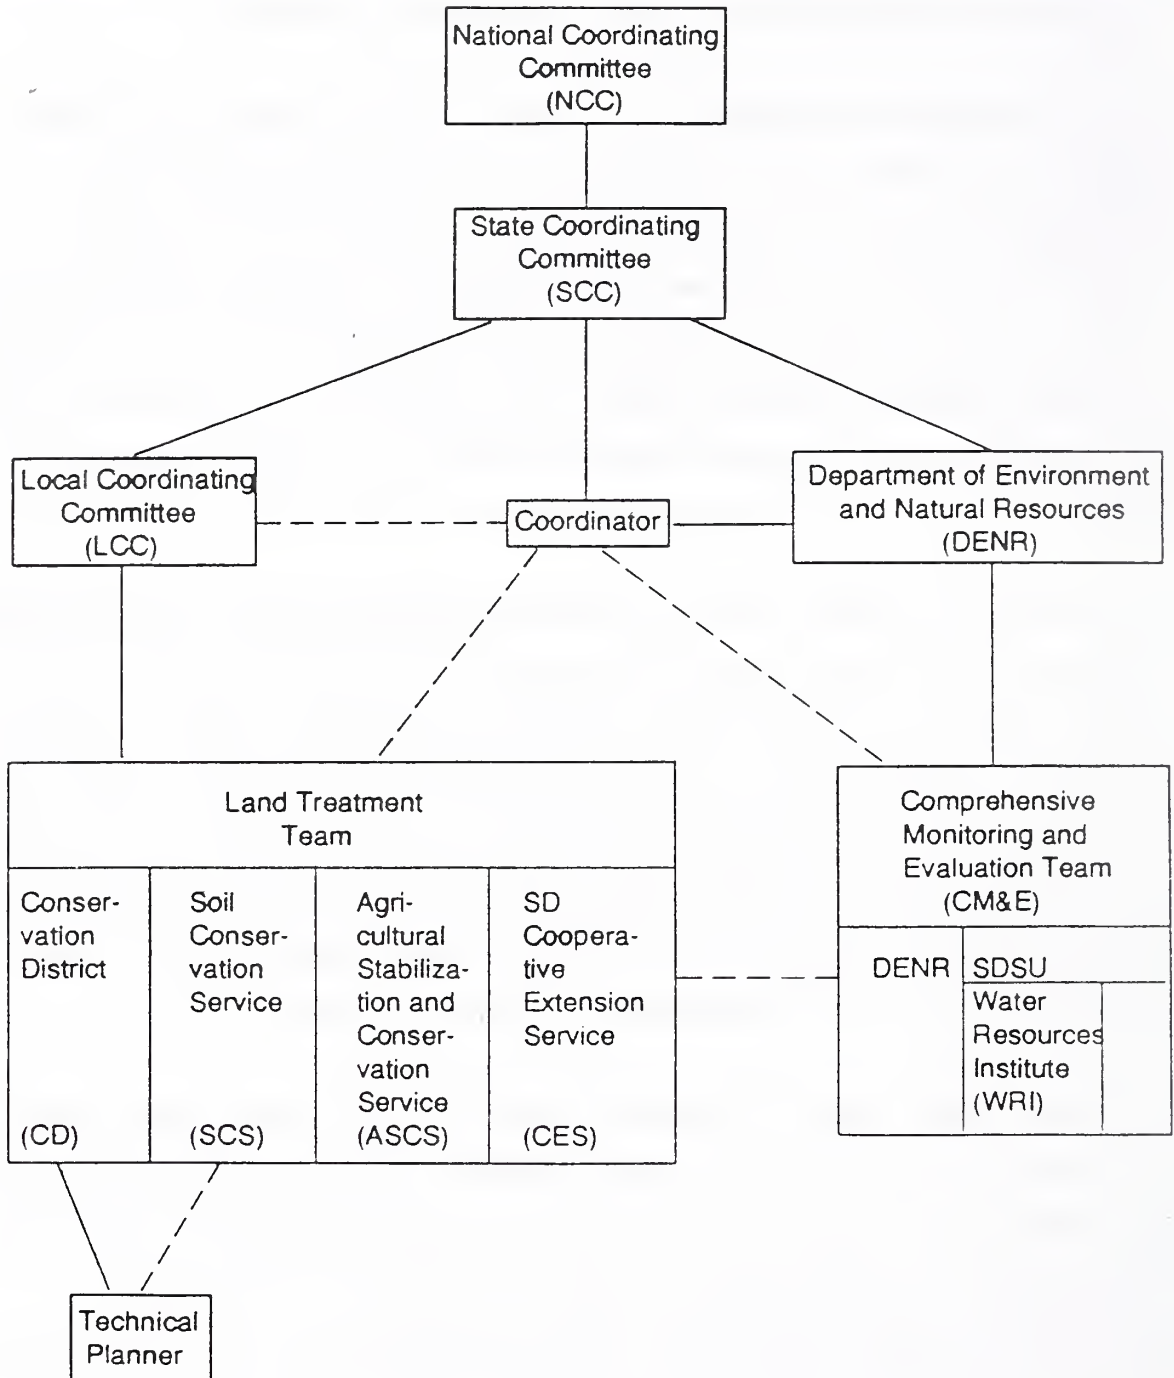 National Coordinating
Committee
(NCC)
State Coordinating
Committee
(SCC)
Local Coordinating
Committee
(LCC)
Coordinator
Department of Environment
and Natural Resources
(DENR)
Land Treatment
Team
Conser-
vation
District
(CD)
Soil
Conser-
vation
Service
(SCS)
Agri-
cultural
Stabiliza-
tion and
Conser-
vation
Service
(ASCS)
SD
Coopera-
tive
Extension
Service
(CES)
Comprehensive
Monitoring and
Evaluation Team
(CM&E)
DENR
SDSU
Water
Resources
Institute
(WRI)
Technical
Planner